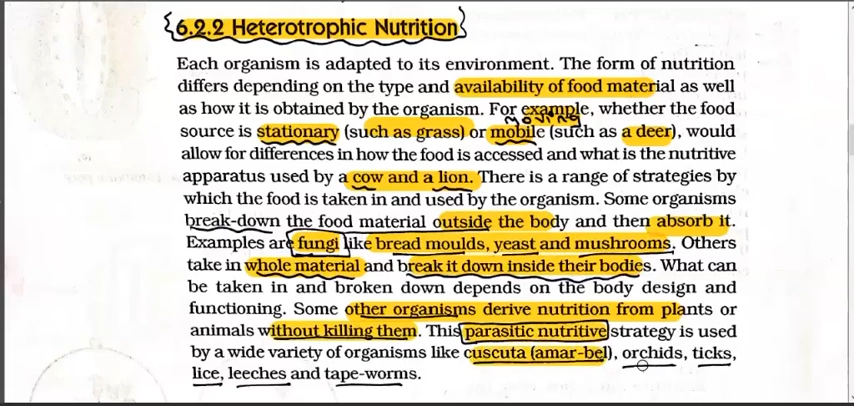 6.2.2 Heterotrophic Nutrition
Each organism is adapted to its environment. The form of nutrition
differs depending on the type and availability of food material as well
as how it is obtained by the organism. For example, whether the food
moving
source is stationary (such as grass) or mobile (such as a deer), would
allow for differences in how the food is accessed and what is the nutritive
apparatus used by a cow and a lion. There is a range of strategies by
which the food is taken in and used by the organism. Some organisms
break-down the food material outside the body and then absorb it.
Examples are fungi like bread moulds, yeast and mushrooms. Others
take in whole material and break it down inside their bodies. What can
be taken in and broken down depends on the body design and
functioning. Some other organisms derive nutrition from plants or
animals without killing them. This parasitic nutritive strategy is used
by a wide variety of organisms like cuscuta (amar-bel), orchids, ticks,
lice, leeches and tape-worms.